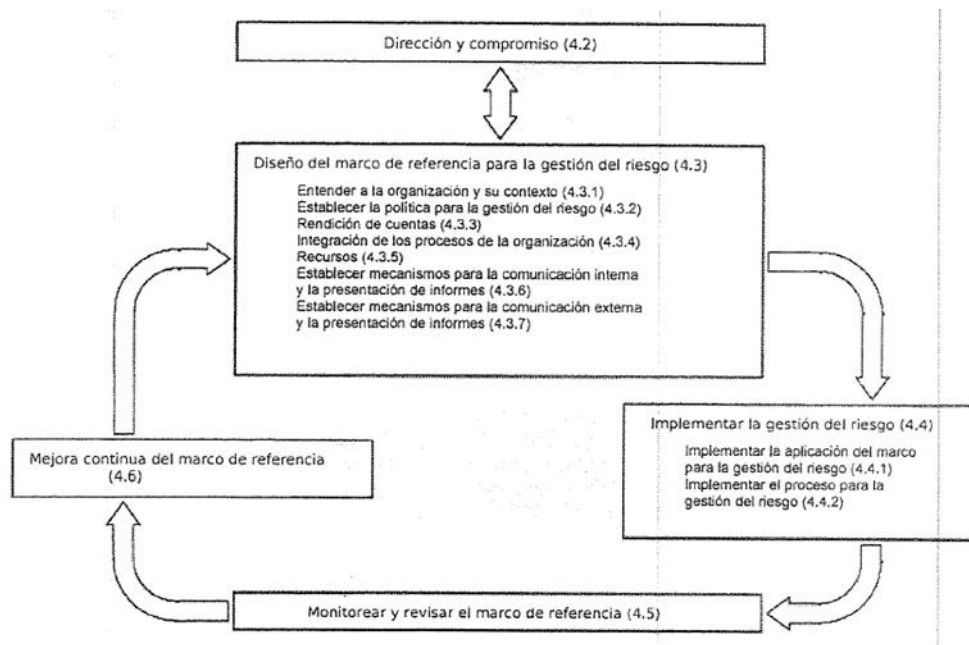 Dirección y compromiso (4.2)
Diseño del marco de referencia para la gestión del riesgo (4.3)
Entender a la organización y su contexto (4.3.1)
Establecer la política para la gestión del riesgo (4.3.2)
Rendición de cuentas (4.3.3)
Integración de los procesos de la organización (4.3.4)
Recursos (4.3.5)
Establecer mecanismos para la comunicación interna
y la presentación de informes (4.3.6)
Establecer mecanismos para la comunicación externa
y la presentación de informes (4.3.7)
Implementar la gestión del riesgo (4.4)
Implementar la aplicación del marco
para la gestión del riesgo (4.4.1)
Implementar el proceso para la
gestión del riesgo (4.4.2)
Mejora continua del marco de referencia
(4.6)
Monitorear y revisar el marco de referencia (4.5)